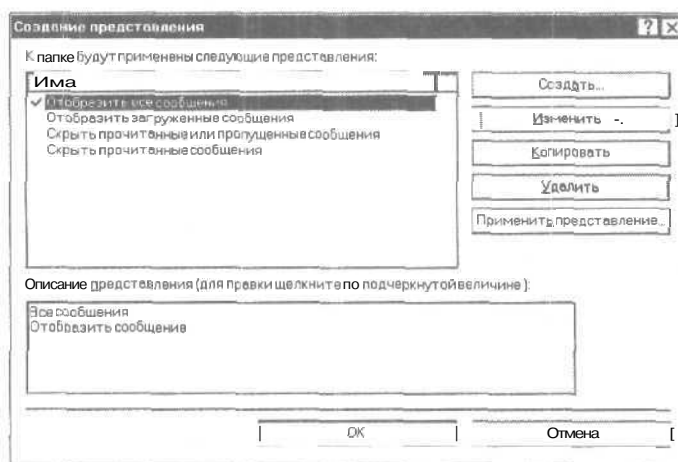 Создание представления
К папке будут применены следующие представления:
Има
Отобразить все сообщения
Отобразить загруженные сообщения
Скрыть прочитанные или пропущенные сообщения
Скрыть прочитанные сообщения
Создать...
Изменить -.
Копировать
Удалить
Применить представление...
Описание представления (для правки щелкните по подчеркнутой величине):
Все сообщения
Отобразить сообщение
OK
Отмена